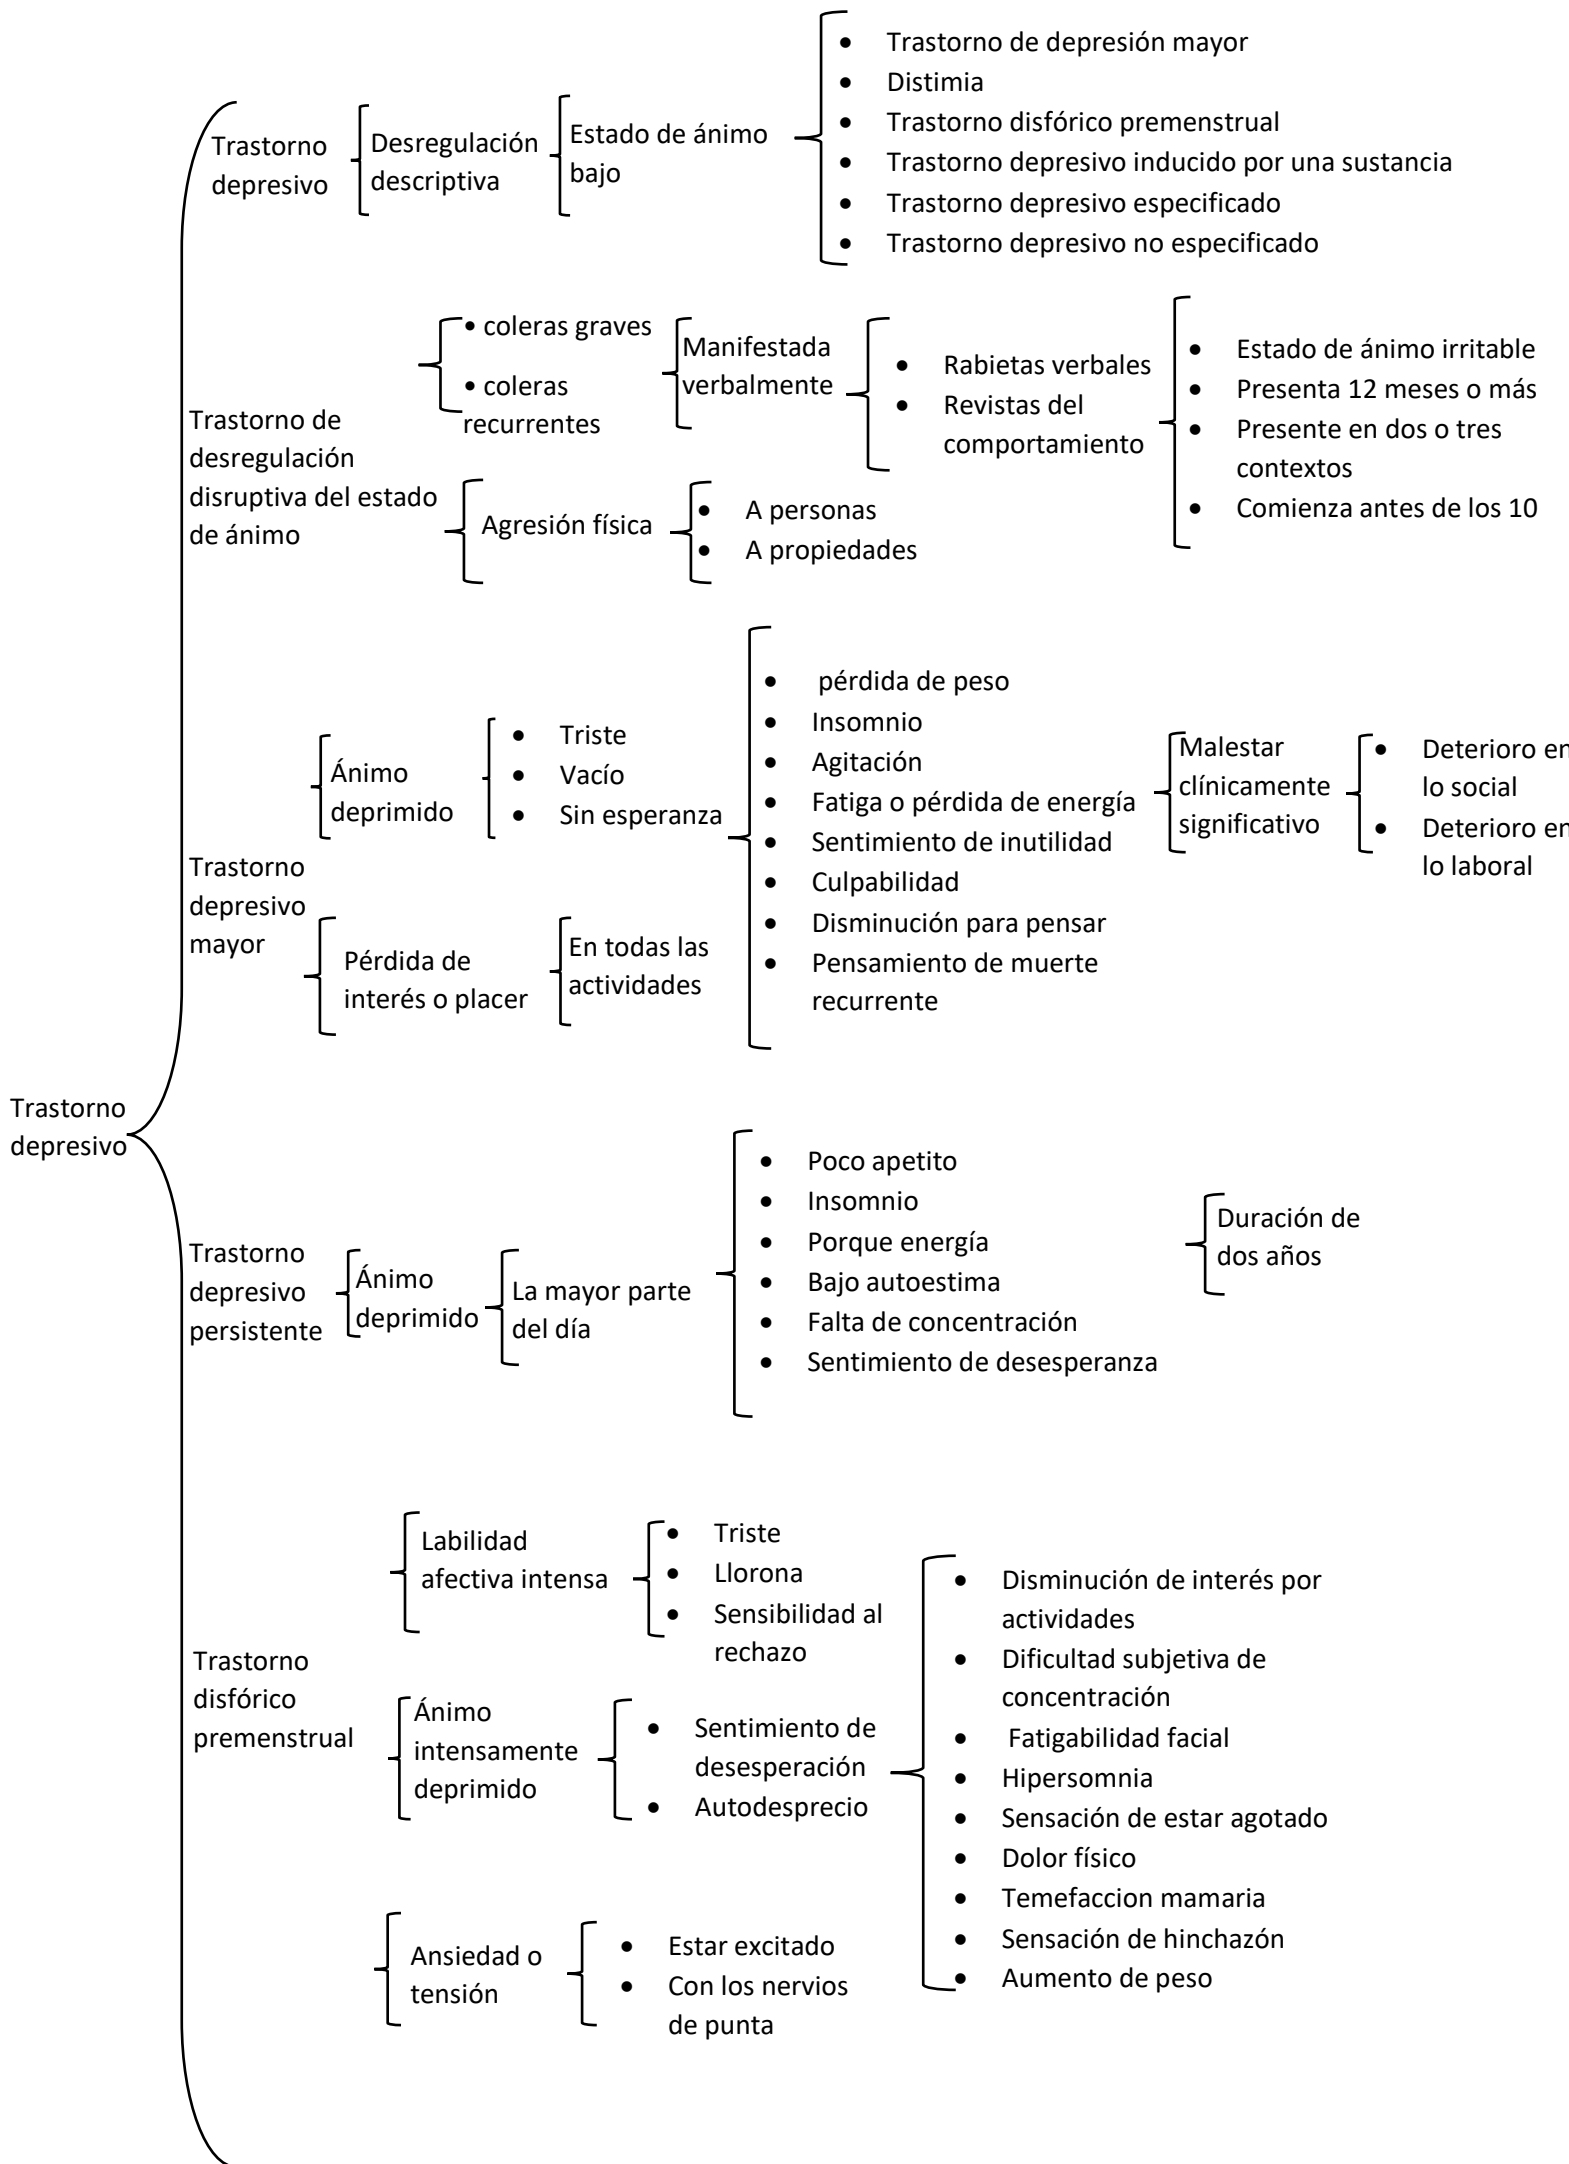 Trastorno
depresivo
Trastorno
depresivo
Desregulación
descriptiva
Estado de ánimo
bajo
• Trastorno de depresión mayor
• Distimia
• Trastorno disfórico premenstrual
• Trastorno depresivo inducido por una sustancia
• Trastorno depresivo especificado
• Trastorno depresivo no especificado
Trastorno de
desregulación
disruptiva del estado
de ánimo
• coleras graves
• coleras
recurrentes
Manifestada
verbalmente
• Rabietas verbales
• Revistas del
comportamiento
• Estado de ánimo irritable
• Presenta 12 meses o más
• Presente en dos o tres
contextos
• Comienza antes de los 10
Agresión física
• A personas
• A propiedades
Trastorno
depresivo
mayor
Ánimo
deprimido
• Triste
• Vacío
• Sin esperanza
Pérdida de
interés o placer
En todas las
actividades
• pérdida de peso
• Insomnio
• Agitación
• Fatiga o pérdida de energía
• Sentimiento de inutilidad
• Culpabilidad
• Disminución para pensar
• Pensamiento de muerte
recurrente
Malestar
clínicamente
significativo
• Deterioro en
lo social
• Deterioro en
lo laboral
Trastorno
depresivo
persistente
Ánimo
deprimido
La mayor parte
del día
• Poco apetito
• Insomnio
• Porque energía
• Bajo autoestima
• Falta de concentración
• Sentimiento de desesperanza
Duración de
dos años
Trastorno
disfórico
premenstrual
Labilidad
afectiva intensa
• Triste
• Llorona
• Sensibilidad al
rechazo
Ánimo
intensamente
deprimido
• Sentimiento de
desesperación
• Autodesprecio
Ansiedad o
tensión
• Estar excitado
• Con los nervios
de punta
• Disminución de interés por
actividades
• Dificultad subjetiva de
concentración
• Fatigabilidad facial
• Hipersomnia
• Sensación de estar agotado
• Dolor físico
• Temefaccion mamaria
• Sensación de hinchazón
• Aumento de peso